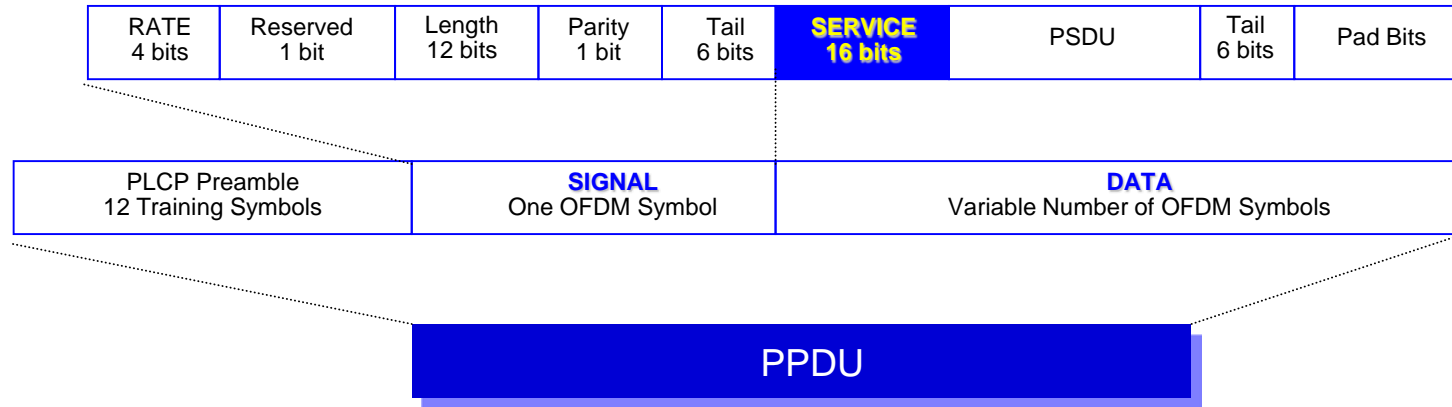 RATE
4 bits
Reserved
1 bit
Length
12 bits
Parity
1 bit
Tail
6 bits
SERVICE
16 bits
PSDU
Tail
6 bits
Pad Bits
PLCP Preamble
12 Training Symbols
SIGNAL
One OFDM Symbol
DATA
Variable Number of OFDM Symbols
PPDU